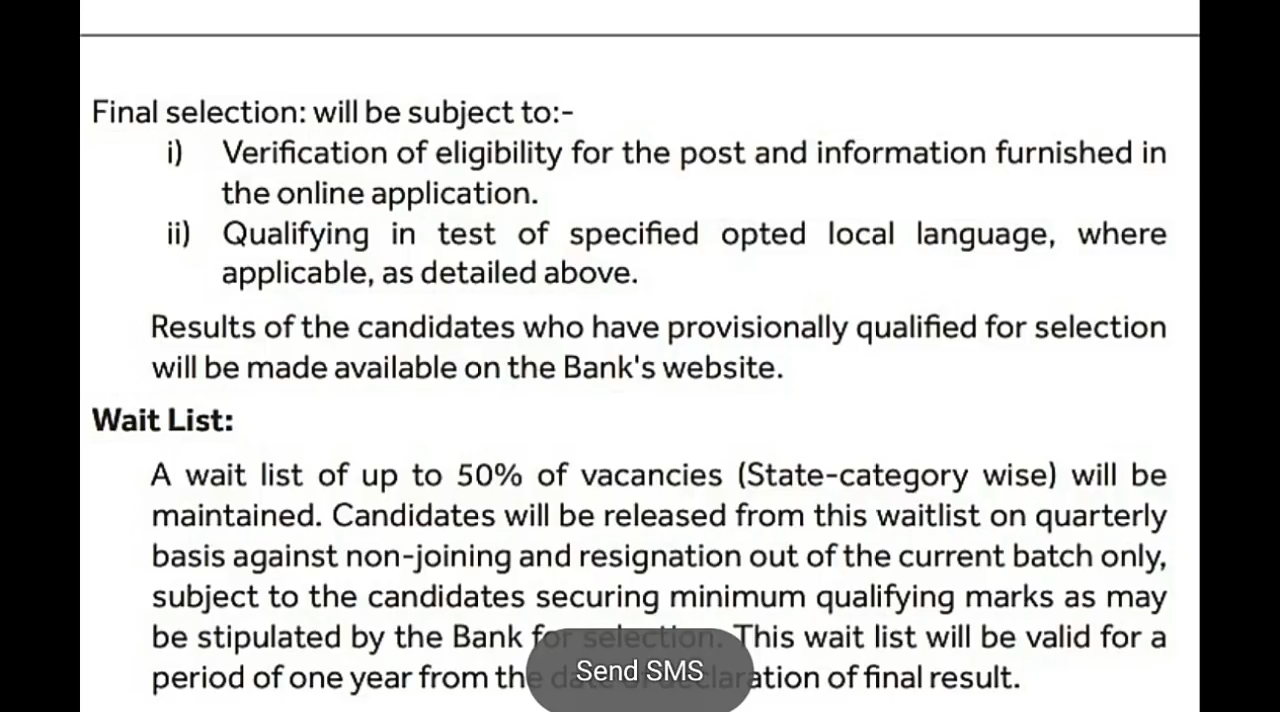 Final selection: will be subject to:-
i) Verification of eligibility for the post and information furnished in
the online application.
ii) Qualifying in test of specified opted local language, where
applicable, as detailed above.
Results of the candidates who have provisionally qualified for selection
will be made available on the Bank's website.
Wait List:
A wait list of up to 50% of vacancies (State-category wise) will be
maintained. Candidates will be released from this waitlist on quarterly
basis against non-joining and resignation out of the current batch only,
subject to the candidates securing minimum qualifying marks as may
be stipulated by the Bank for selection. This wait list will be valid for a
period of one year from the date of declaration of final result.
Send SMS